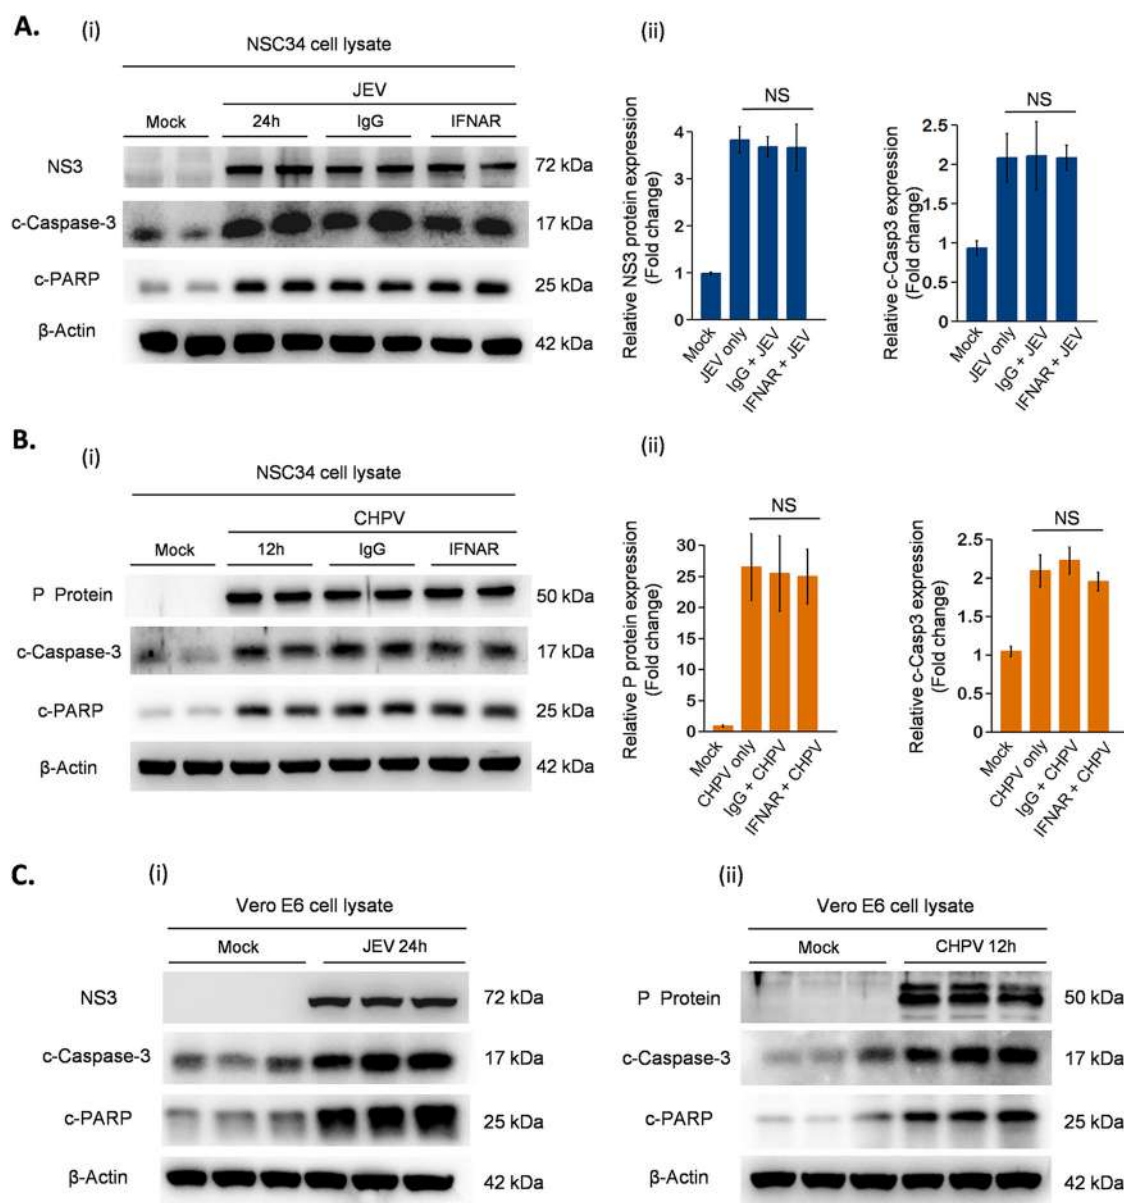 A.
(i)
NSC34 cell lysate
JEV
Mock 24h IgG IFNAR
NS3 72 kDa
c-Caspase-3 17 kDa
c-PARP 25 kDa
β-Actin 42 kDa
(ii)
Relative NS3 protein expression
(Fold change)
NS
4
3
2
1
0
Mock
JEV only
IgG + JEV
IFNAR + JEV
Relative c-Casp3 expression
(Fold change)
NS
2.5
2
1.5
1
0.5
0
Mock
JEV only
IgG + JEV
IFNAR + JEV
B.
(i)
NSC34 cell lysate
CHPV
Mock 12h IgG IFNAR
P Protein 50 kDa
c-Caspase-3 17 kDa
c-PARP 25 kDa
β-Actin 42 kDa
(ii)
Relative P protein expression
(Fold change)
NS
30
25
20
15
10
5
0
Mock
CHPV only
IgG + CHPV
IFNAR + CHPV
Relative c-Casp3 expression
(Fold change)
NS
2.5
2
1.5
1
0.5
0
Mock
CHPV only
IgG + CHPV
IFNAR + CHPV
C.
(i)
Vero E6 cell lysate
Mock JEV 24h
NS3 72 kDa
c-Caspase-3 17 kDa
c-PARP 25 kDa
β-Actin 42 kDa
(ii)
Vero E6 cell lysate
Mock CHPV 12h
P Protein 50 kDa
c-Caspase-3 17 kDa
c-PARP 25 kDa
β-Actin 42 kDa